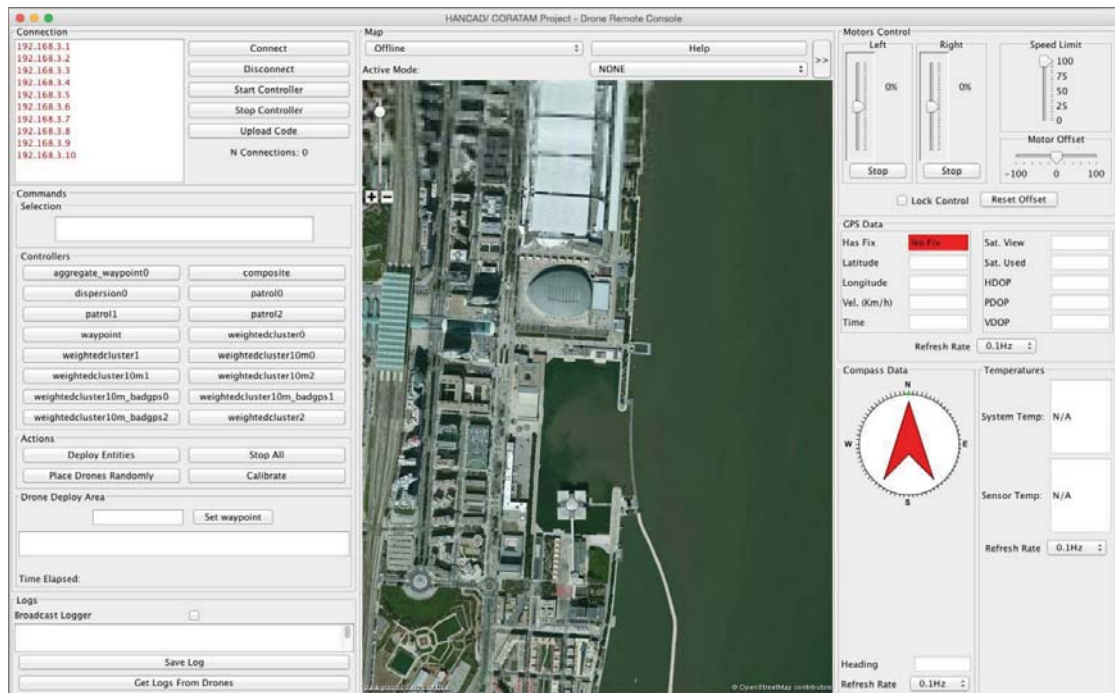 HANCAD/ CORATAM Project - Drone Remote Console
Connection
192.168.3.1
192.168.3.2
192.168.3.3
192.168.3.4
192.168.3.5
192.168.3.6
192.168.3.7
192.168.3.8
192.168.3.9
192.168.3.10
Connect
Disconnect
Start Controller
Stop Controller
Upload Code
N Connections: 0
Commands
Selection
Controllers
aggregate_waypoint0 composite
dispersion0 patrol0
patrol1 patrol2
waypoint weightedcluster0
weightedcluster1 weightedcluster10m0
weightedcluster10m1 weightedcluster10m2
weightedcluster10m_badgps0 weightedcluster10m_badgps1
weightedcluster10m_badgps2 weightedcluster2
Actions
Deploy Entities Stop All
Place Drones Randomly Calibrate
Drone Deploy Area
Set waypoint
Time Elapsed:
Logs
Broadcast Logger
Save Log
Get Logs From Drones
Map
Offline Help >>
Active Mode: NONE
© OpenStreetMap contributors
Motors Control
Left Right Speed Limit
0% 0%
100
75
50
25
0
Motor Offset
-100 0 100
Stop Stop
Lock Control Reset Offset
GPS Data
Has Fix No Fix Sat. View
Latitude Sat. Used
Longitude HDOP
Vel. (Km/h) PDOP
Time VDOP
Refresh Rate 0.1Hz
Compass Data
N
W E
S
Heading
Refresh Rate 0.1Hz
Temperatures
System Temp: N/A
Sensor Temp: N/A
Refresh Rate 0.1Hz